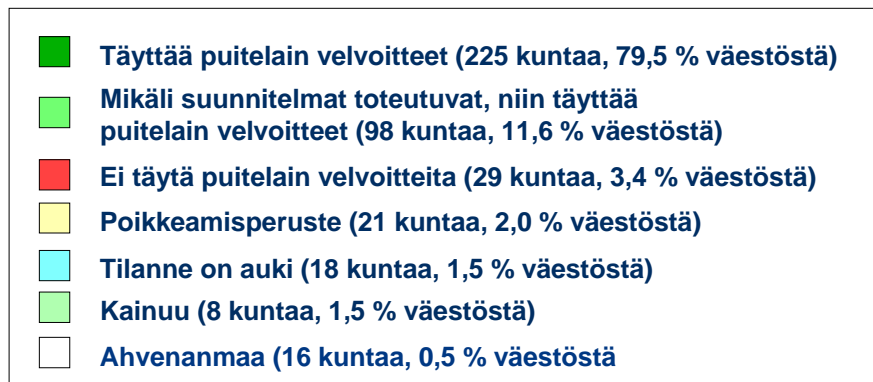 Täyttää puitelain velvoitteet (225 kuntaa, 79,5 % väestöstä)
Mikäli suunnitelmat toteutuvat, niin täyttää
puitelain velvoitteet (98 kuntaa, 11,6 % väestöstä)
Ei täytä puitelain velvoitteita (29 kuntaa, 3,4 % väestöstä)
Poikkeamisperuste (21 kuntaa, 2,0 % väestöstä)
Tilanne on auki (18 kuntaa, 1,5 % väestöstä)
Kainuu (8 kuntaa, 1,5 % väestöstä)
Ahvenanmaa (16 kuntaa, 0,5 % väestöstä